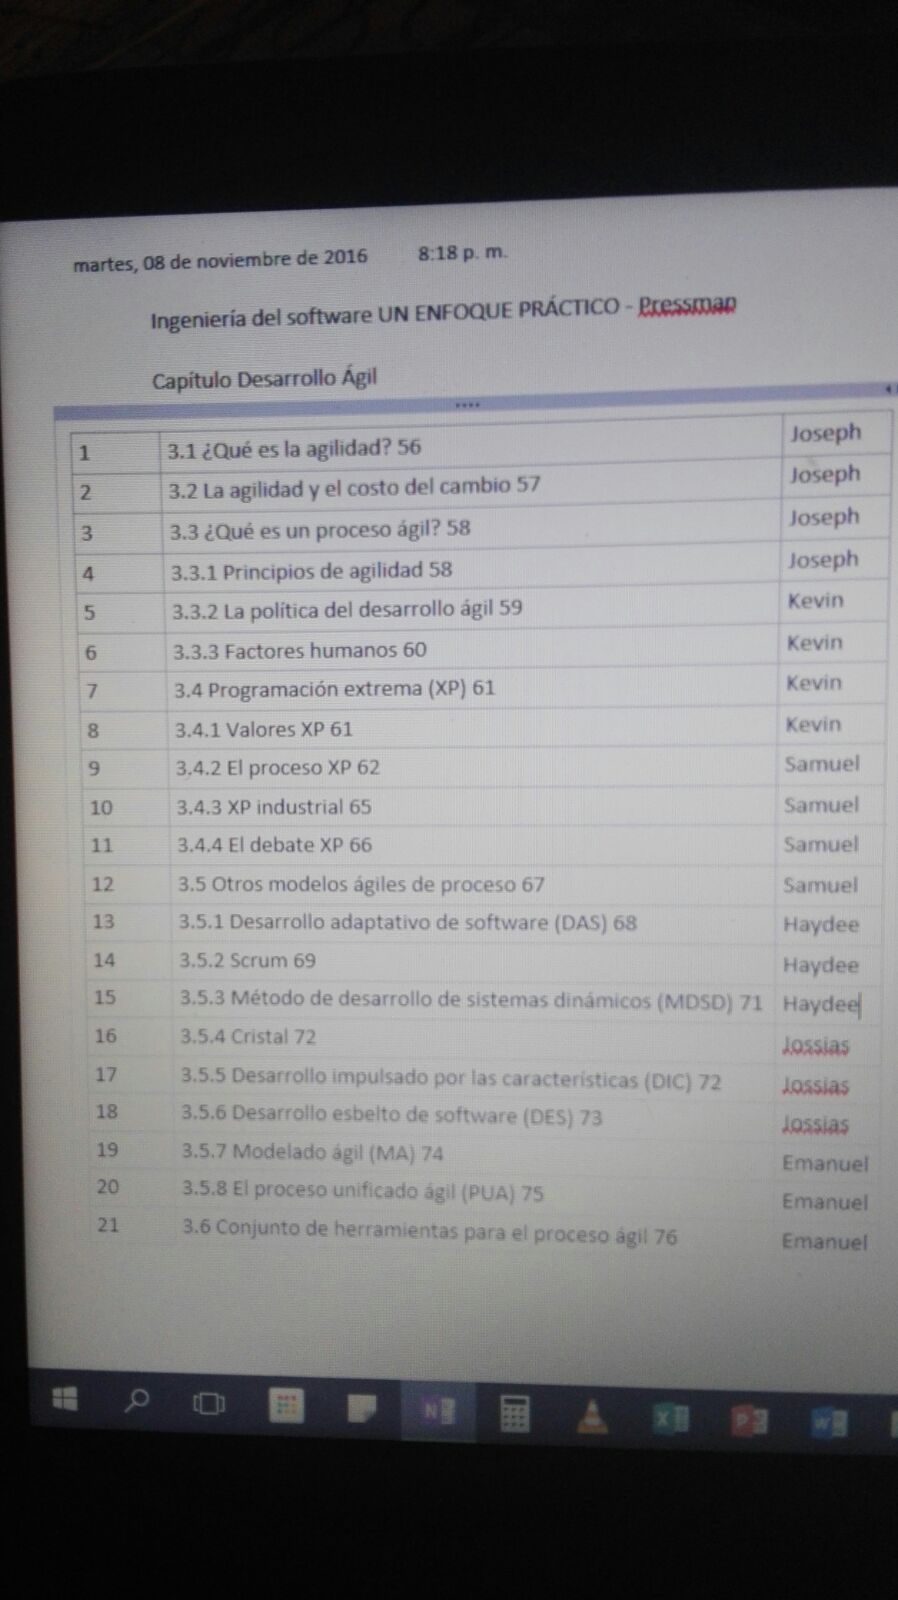 martes, 08 de noviembre de 2016 8:18 p. m.
Ingeniería del software UN ENFOQUE PRÁCTICO - Pressman
Capítulo Desarrollo Ágil
1 3.1 ¿Qué es la agilidad? 56 Joseph
2 3.2 La agilidad y el costo del cambio 57 Joseph
3 3.3 ¿Qué es un proceso ágil? 58 Joseph
4 3.3.1 Principios de agilidad 58 Joseph
5 3.3.2 La política del desarrollo ágil 59 Kevin
6 3.3.3 Factores humanos 60 Kevin
7 3.4 Programación extrema (XP) 61 Kevin
8 3.4.1 Valores XP 61 Kevin
9 3.4.2 El proceso XP 62 Samuel
10 3.4.3 XP industrial 65 Samuel
11 3.4.4 El debate XP 66 Samuel
12 3.5 Otros modelos ágiles de proceso 67 Samuel
13 3.5.1 Desarrollo adaptativo de software (DAS) 68 Haydee
14 3.5.2 Scrum 69 Haydee
15 3.5.3 Método de desarrollo de sistemas dinámicos (MDSD) 71 Haydee
16 3.5.4 Cristal 72 Jossias
17 3.5.5 Desarrollo impulsado por las características (DIC) 72 Jossias
18 3.5.6 Desarrollo esbelto de software (DES) 73 Jossias
19 3.5.7 Modelado ágil (MA) 74 Emanuel
20 3.5.8 El proceso unificado ágil (PUA) 75 Emanuel
21 3.6 Conjunto de herramientas para el proceso ágil 76 Emanuel
N X P W